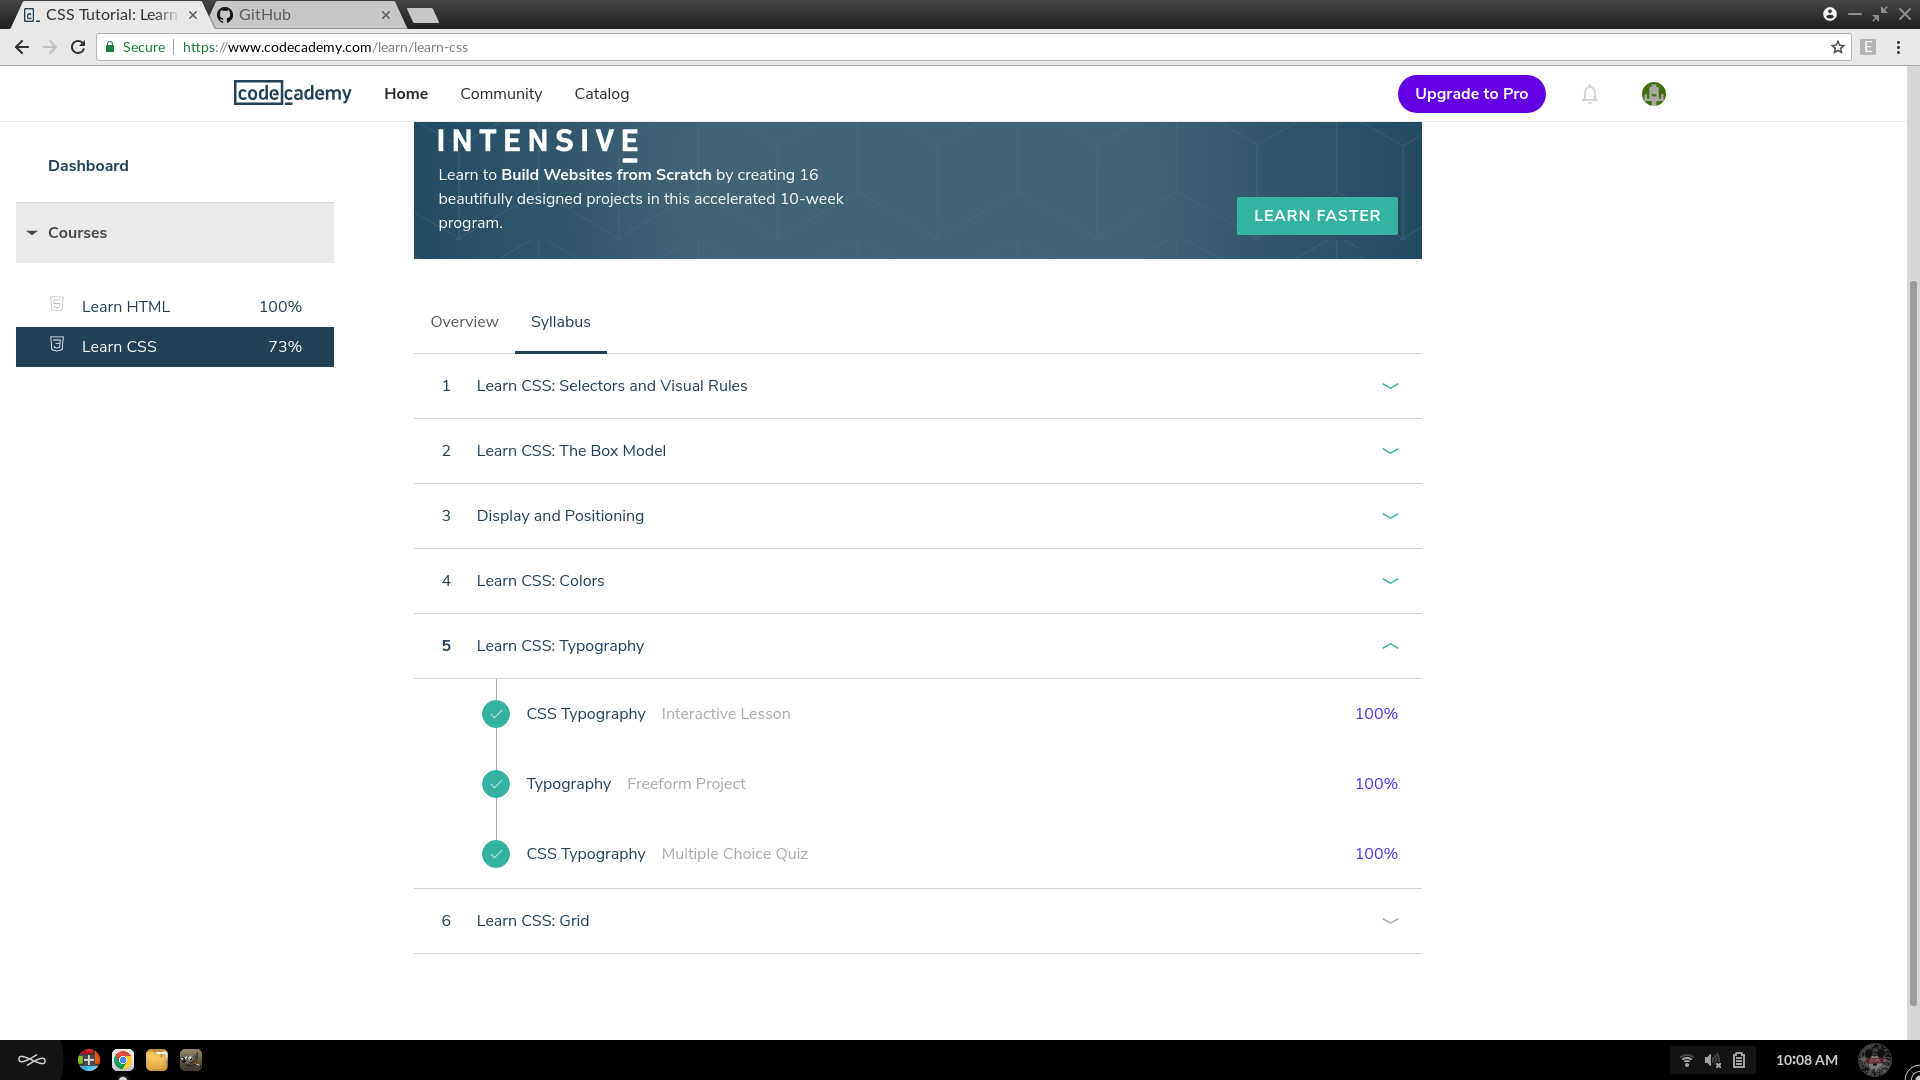 CSS Tutorial: Learn
GitHub
Secure
https://www.codecademy.com/learn/learn-css
E
codecademy
Home
Community
Catalog
Upgrade to Pro
Dashboard
Courses
Learn HTML 100%
Learn CSS 73%
INTENSIVE
Learn to Build Websites from Scratch by creating 16
beautifully designed projects in this accelerated 10-week
program.
LEARN FASTER
Overview
Syllabus
1 Learn CSS: Selectors and Visual Rules
2 Learn CSS: The Box Model
3 Display and Positioning
4 Learn CSS: Colors
5 Learn CSS: Typography
CSS Typography Interactive Lesson 100%
Typography Freeform Project 100%
CSS Typography Multiple Choice Quiz 100%
6 Learn CSS: Grid
10:08 AM